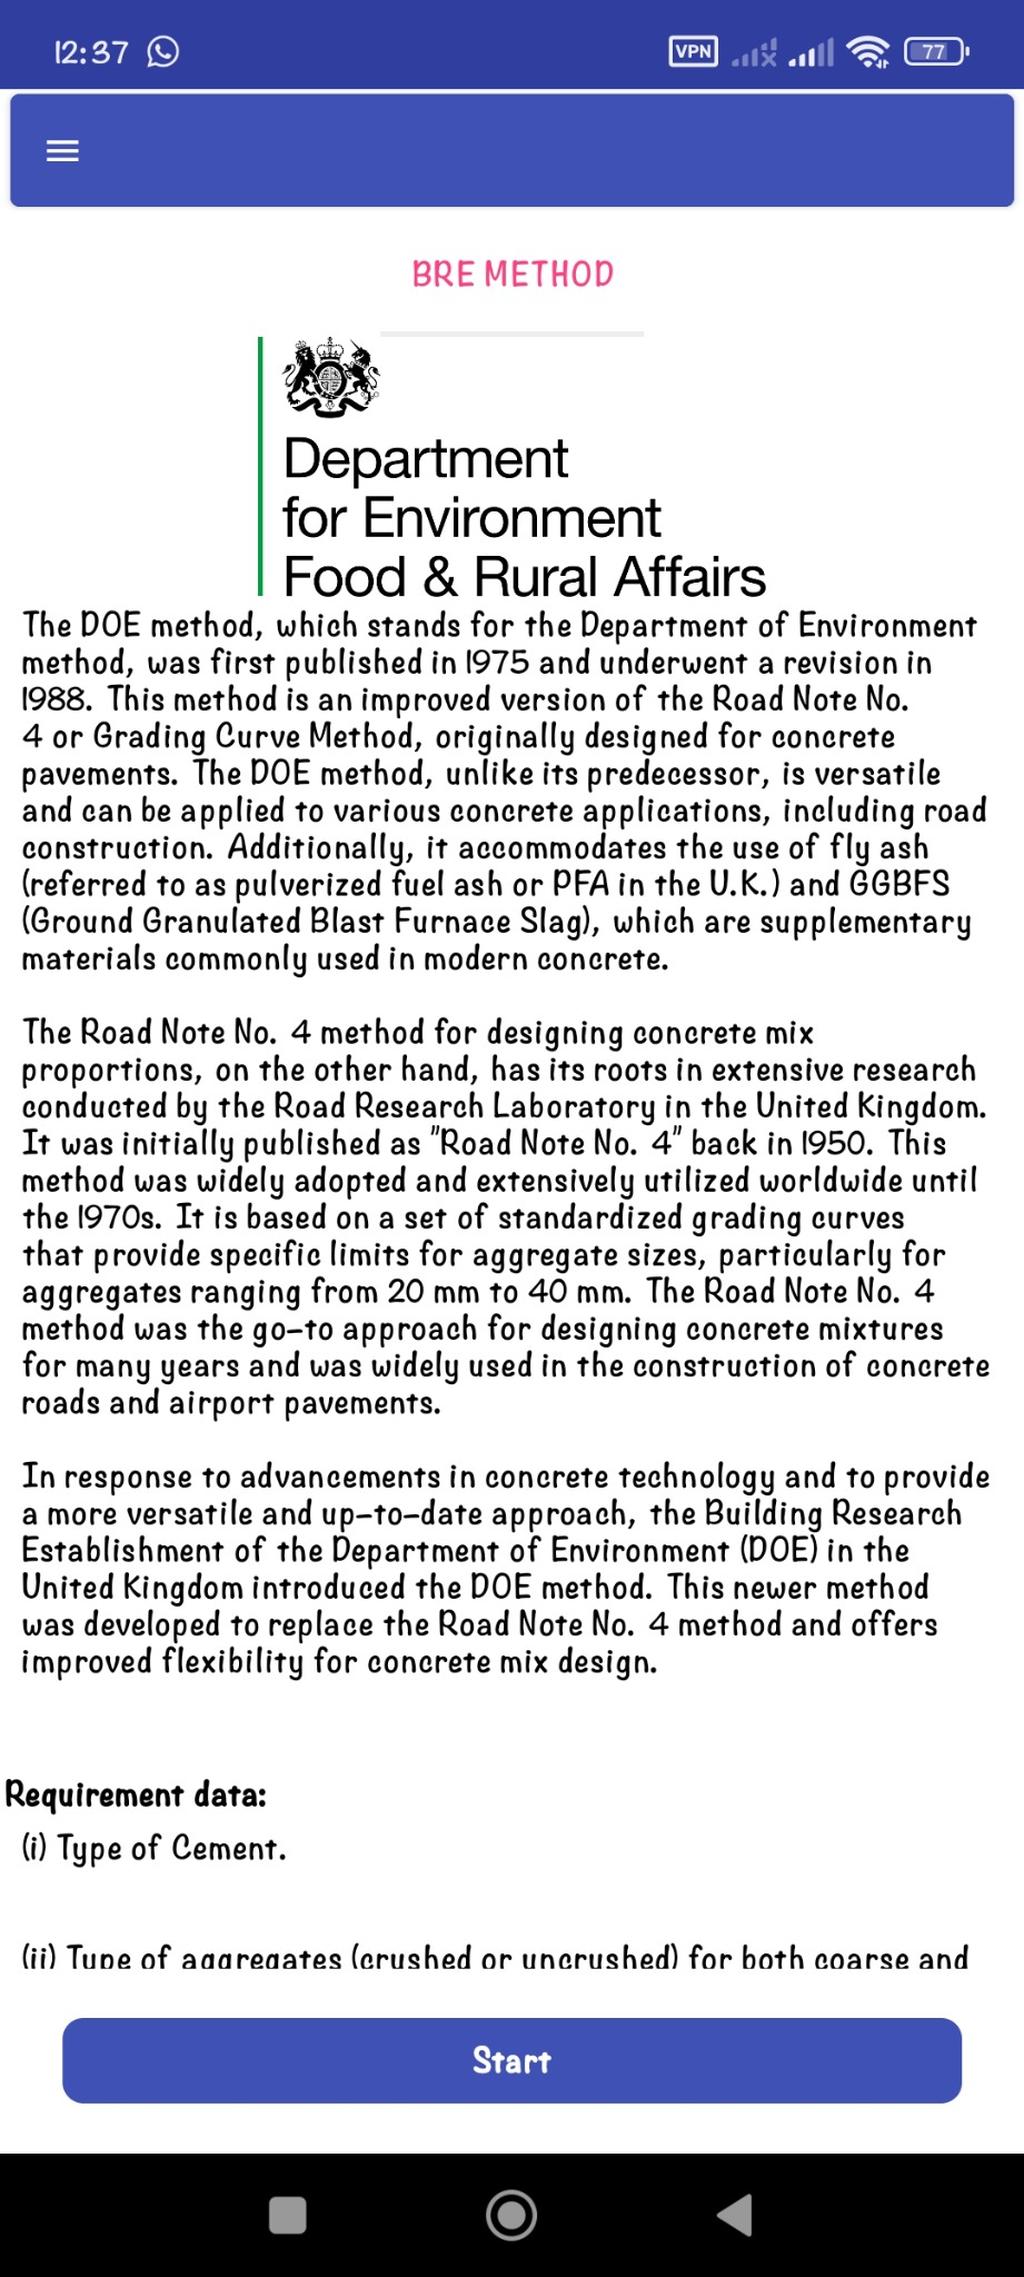 12:37
VPN
77
BRE METHOD
Department
for Environment
Food & Rural Affairs
The DOE method, which stands for the Department of Environment
method, was first published in 1975 and underwent a revision in
1988. This method is an improved version of the Road Note No.
4 or Grading Curve Method, originally designed for concrete
pavements. The DOE method, unlike its predecessor, is versatile
and can be applied to various concrete applications, including road
construction. Additionally, it accommodates the use of fly ash
(referred to as pulverized fuel ash or PFA in the U.K.) and GGBFS
(Ground Granulated Blast Furnace Slag), which are supplementary
materials commonly used in modern concrete.
The Road Note No. 4 method for designing concrete mix
proportions, on the other hand, has its roots in extensive research
conducted by the Road Research Laboratory in the United Kingdom.
It was initially published as "Road Note No. 4" back in 1950. This
method was widely adopted and extensively utilized worldwide until
the 1970s. It is based on a set of standardized grading curves
that provide specific limits for aggregate sizes, particularly for
aggregates ranging from 20 mm to 40 mm. The Road Note No. 4
method was the go-to approach for designing concrete mixtures
for many years and was widely used in the construction of concrete
roads and airport pavements.
In response to advancements in concrete technology and to provide
a more versatile and up-to-date approach, the Building Research
Establishment of the Department of Environment (DOE) in the
United Kingdom introduced the DOE method. This newer method
was developed to replace the Road Note No. 4 method and offers
improved flexibility for concrete mix design.
Requirement data:
(i) Type of Cement.
(ii) Type of aggregates (crushed or uncrushed) for both coarse and
Start